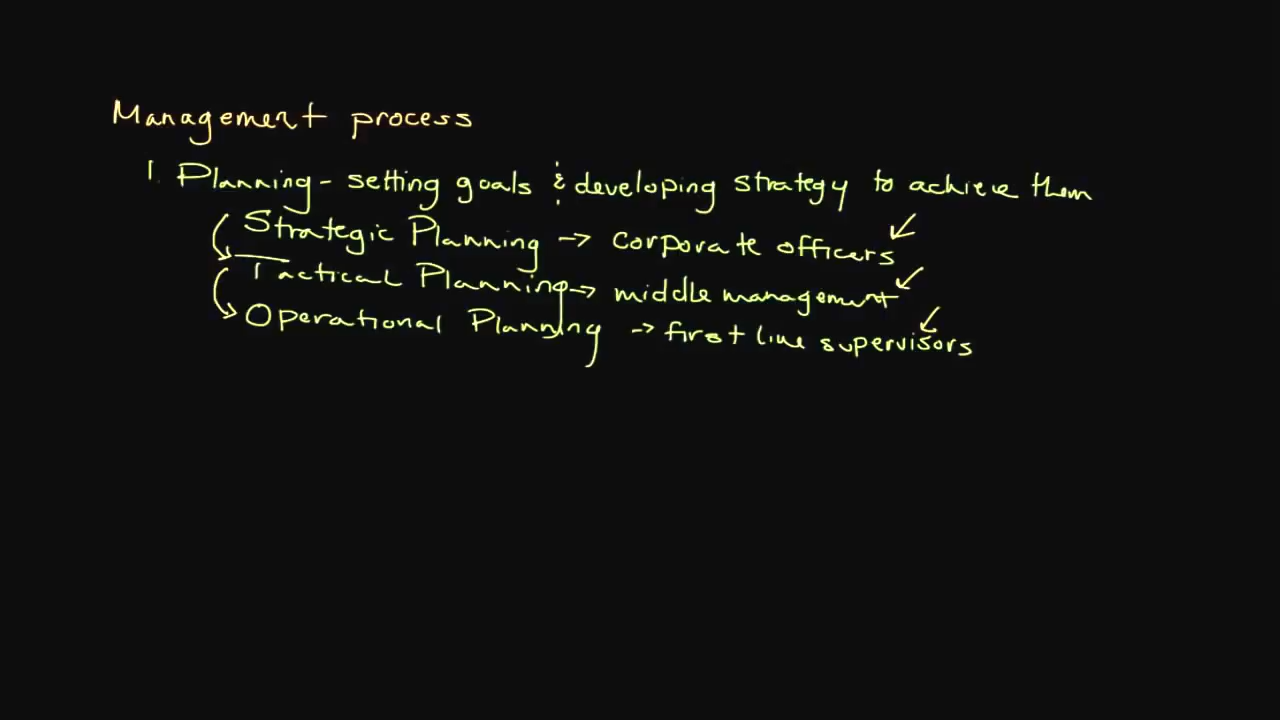 Management process
1. Planning - setting goals & developing strategy to achieve them
Strategic Planning → corporate officers
Tactical Planning → middle management
Operational Planning → first line supervisors